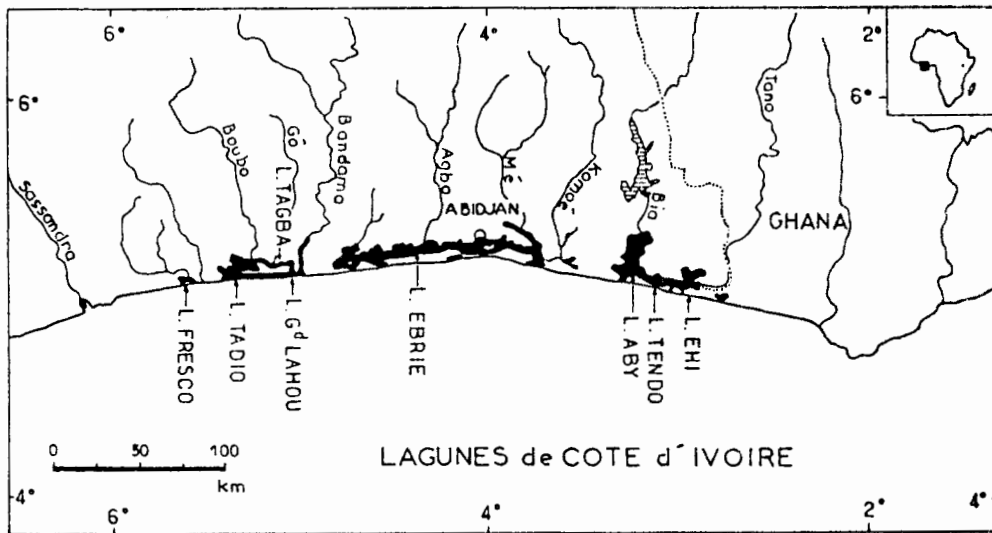 6°
4°
2°
6°
6°
Sassandra
Boubo
Gô
L. TAGBA
Bandama
Agbo
ABIDJAN
Mé
Komoé
Bia
Tano
GHANA
L. FRESCO
L. TADIO
L. Gd LAHOU
L. EBRIE
L. ABY
L. TENDO
L. EHI
0 50 100
km
LAGUNES de COTE d'IVOIRE
4°
6°
4°
2°
4°